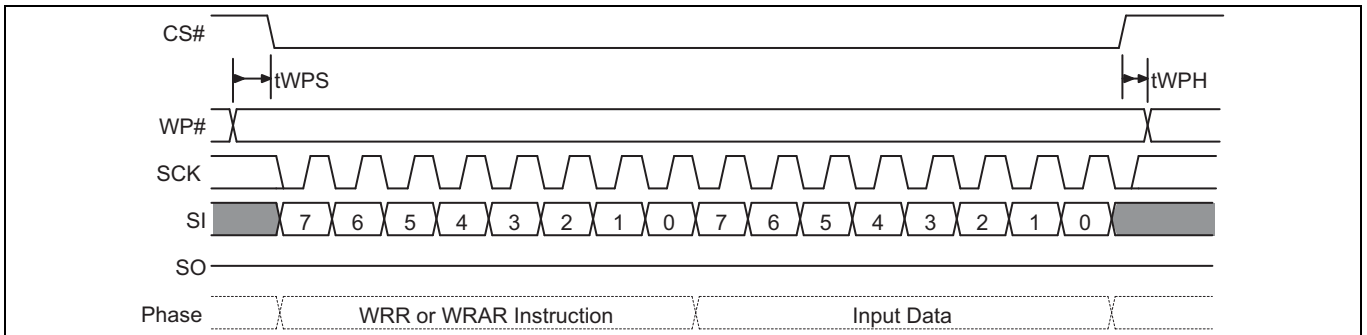 CS#
tWPS
tWPH
WP#
SCK
SI 7 6 5 4 3 2 1 0 7 6 5 4 3 2 1 0
SO
Phase WRR or WRAR Instruction Input Data